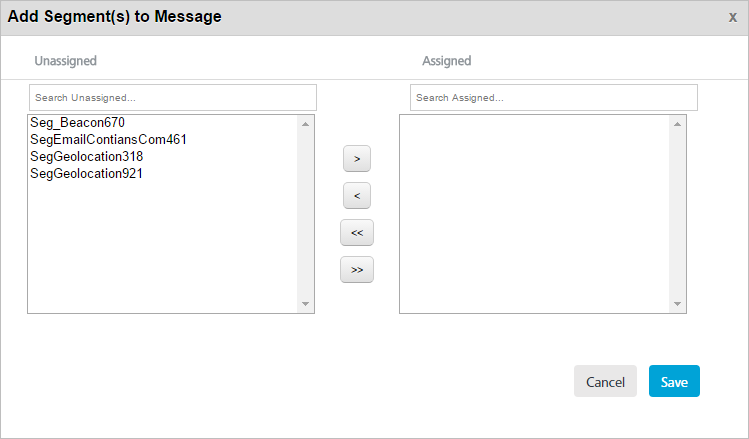 Add Segment(s) to Message
x
Unassigned
Assigned
Search Unassigned...
Search Assigned...
Seg_Beacon670
SegEmailContiansCom461
SegGeolocation318
SegGeolocation921
>
<
<<
>>
Cancel
Save